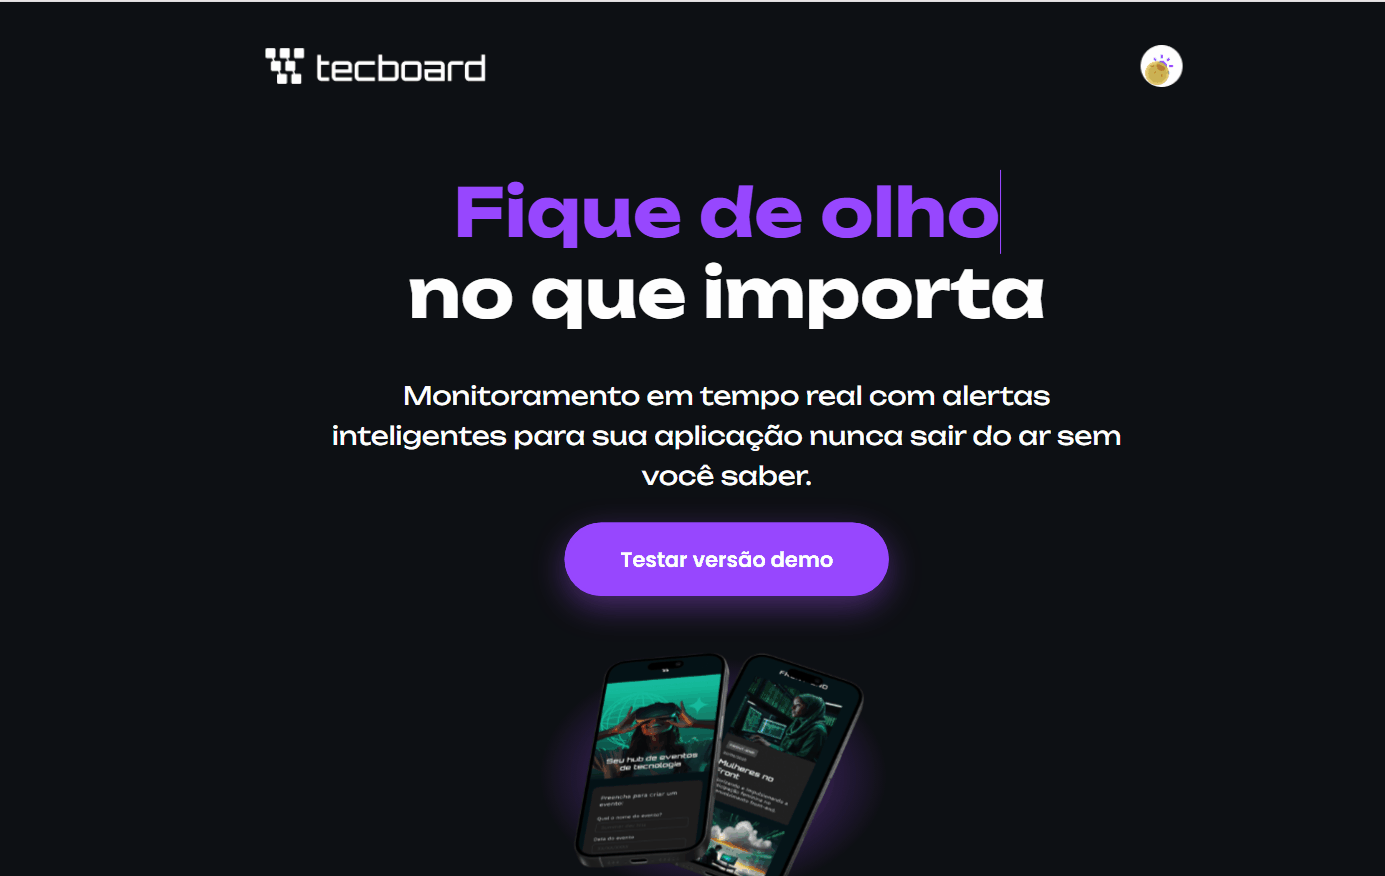 tecboard
Fique de olho
no que importa
Monitoramento em tempo real com alertas
inteligentes para sua aplicação nunca sair do ar sem
você saber.
Testar versão demo
Seu hub de eventos
de tecnologia
Preencha para criar um
evento:
Qual o nome do evento?
Data do evento
Mulheres no
Front